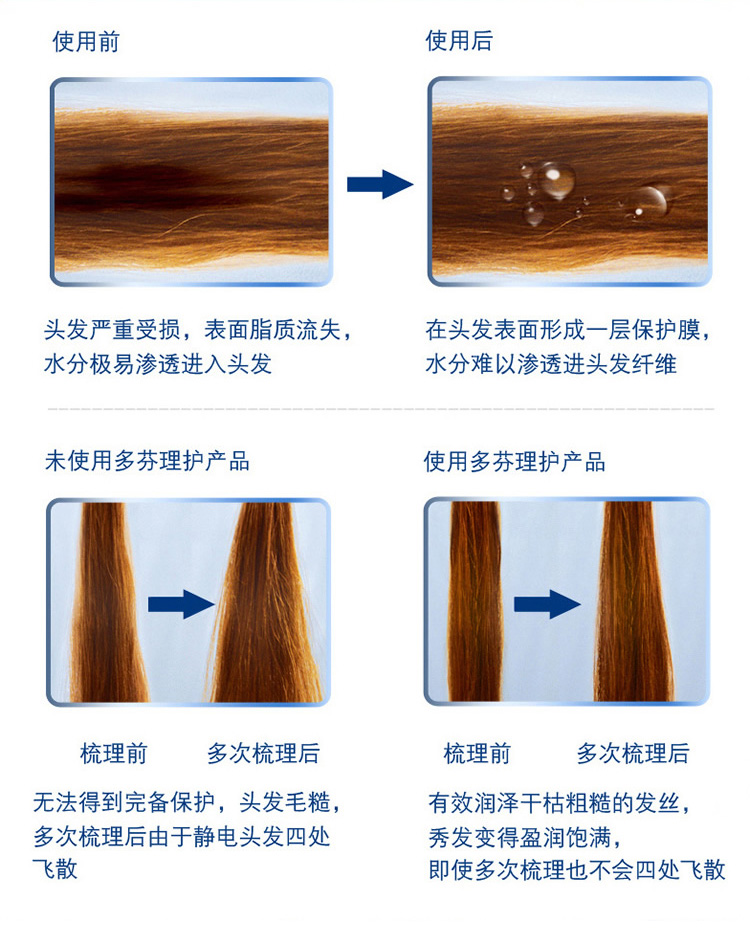 使用前
使用后
头发严重受损，表面脂质流失，
水分极易渗透进入头发
在头发表面形成一层保护膜，
水分难以渗透进头发纤维
未使用多芬理护产品
使用多芬理护产品
梳理前
多次梳理后
梳理前
多次梳理后
无法得到完备保护，头发毛糙，
多次梳理后由于静电头发四处
飞散
有效润泽干枯粗糙的发丝，
秀发变得盈润饱满，
即使多次梳理也不会四处飞散